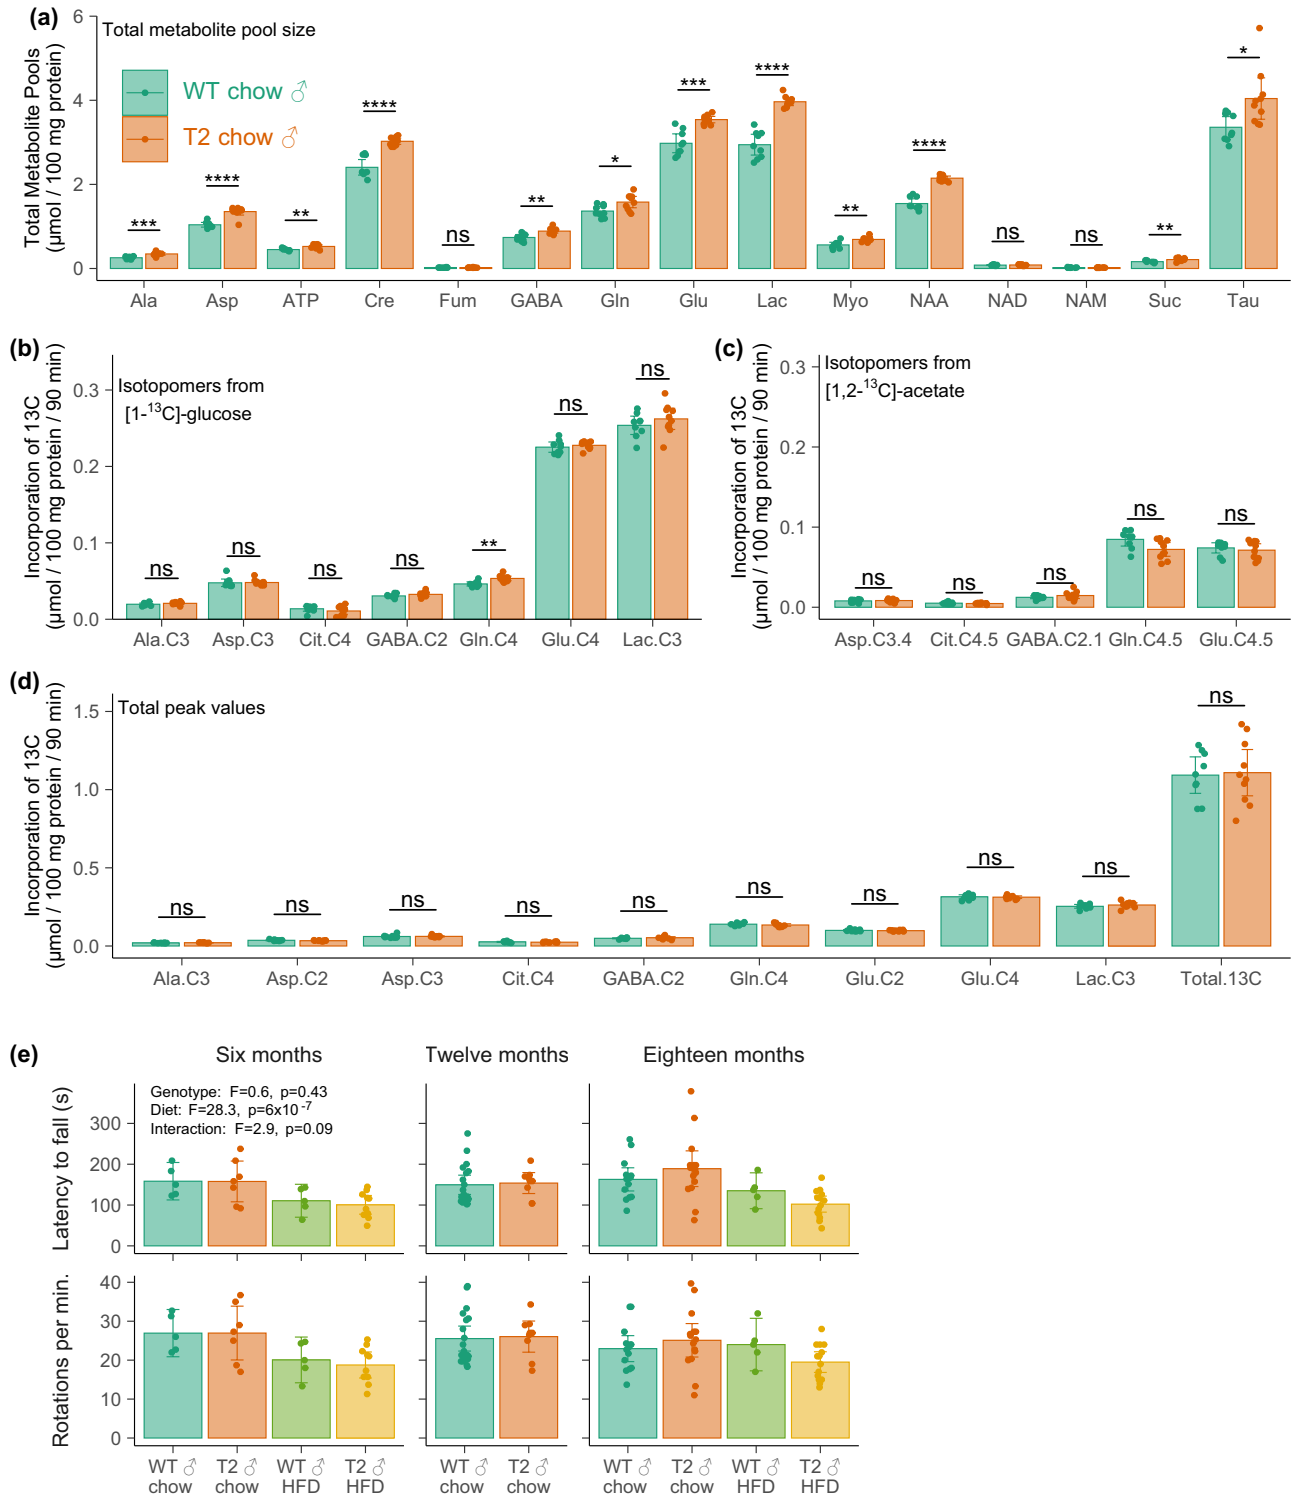 (a)
Total metabolite pool size
Total Metabolite Pools
(μmol / 100 mg protein)
6
4
2
0
WT chow ♂
T2 chow ♂
***
****
**
****
ns
**
*
***
****
**
****
ns
ns
**
*
Ala Asp ATP Cre Fum GABA Gln Glu Lac Myo NAA NAD NAM Suc Tau
(b)
Isotopomers from
[1-¹³C]-glucose
Incorporation of 13C
(μmol / 100 mg protein / 90 min)
0.3
0.2
0.1
0.0
ns ns ns ns ** ns ns
Ala.C3 Asp.C3 Cit.C4 GABA.C2 Gln.C4 Glu.C4 Lac.C3
(c)
Isotopomers from
[1,2-¹³C]-acetate
Incorporation of 13C
(μmol / 100 mg protein / 90 min)
0.3
0.2
0.1
0.0
ns ns ns ns ns
Asp.C3.4 Cit.C4.5 GABA.C2.1 Gln.C4.5 Glu.C4.5
(d)
Total peak values
Incorporation of 13C
(μmol / 100 mg protein / 90 min)
1.5
1.0
0.5
0.0
ns ns ns ns ns ns ns ns ns ns
Ala.C3 Asp.C2 Asp.C3 Cit.C4 GABA.C2 Gln.C4 Glu.C2 Glu.C4 Lac.C3 Total.13C
(e)
Six months Twelve months Eighteen months
Genotype: F=0.6, p=0.43
Diet: F=28.3, p=6x10⁻⁷
Interaction: F=2.9, p=0.09
Latency to fall (s)
300
200
100
0
Rotations per min.
40
30
20
10
0
WT ♂ T2 ♂ WT ♂ T2 ♂ WT ♂ T2 ♂ WT ♂ T2 ♂ WT ♂ T2 ♂
chow chow HFD HFD chow chow chow chow HFD HFD